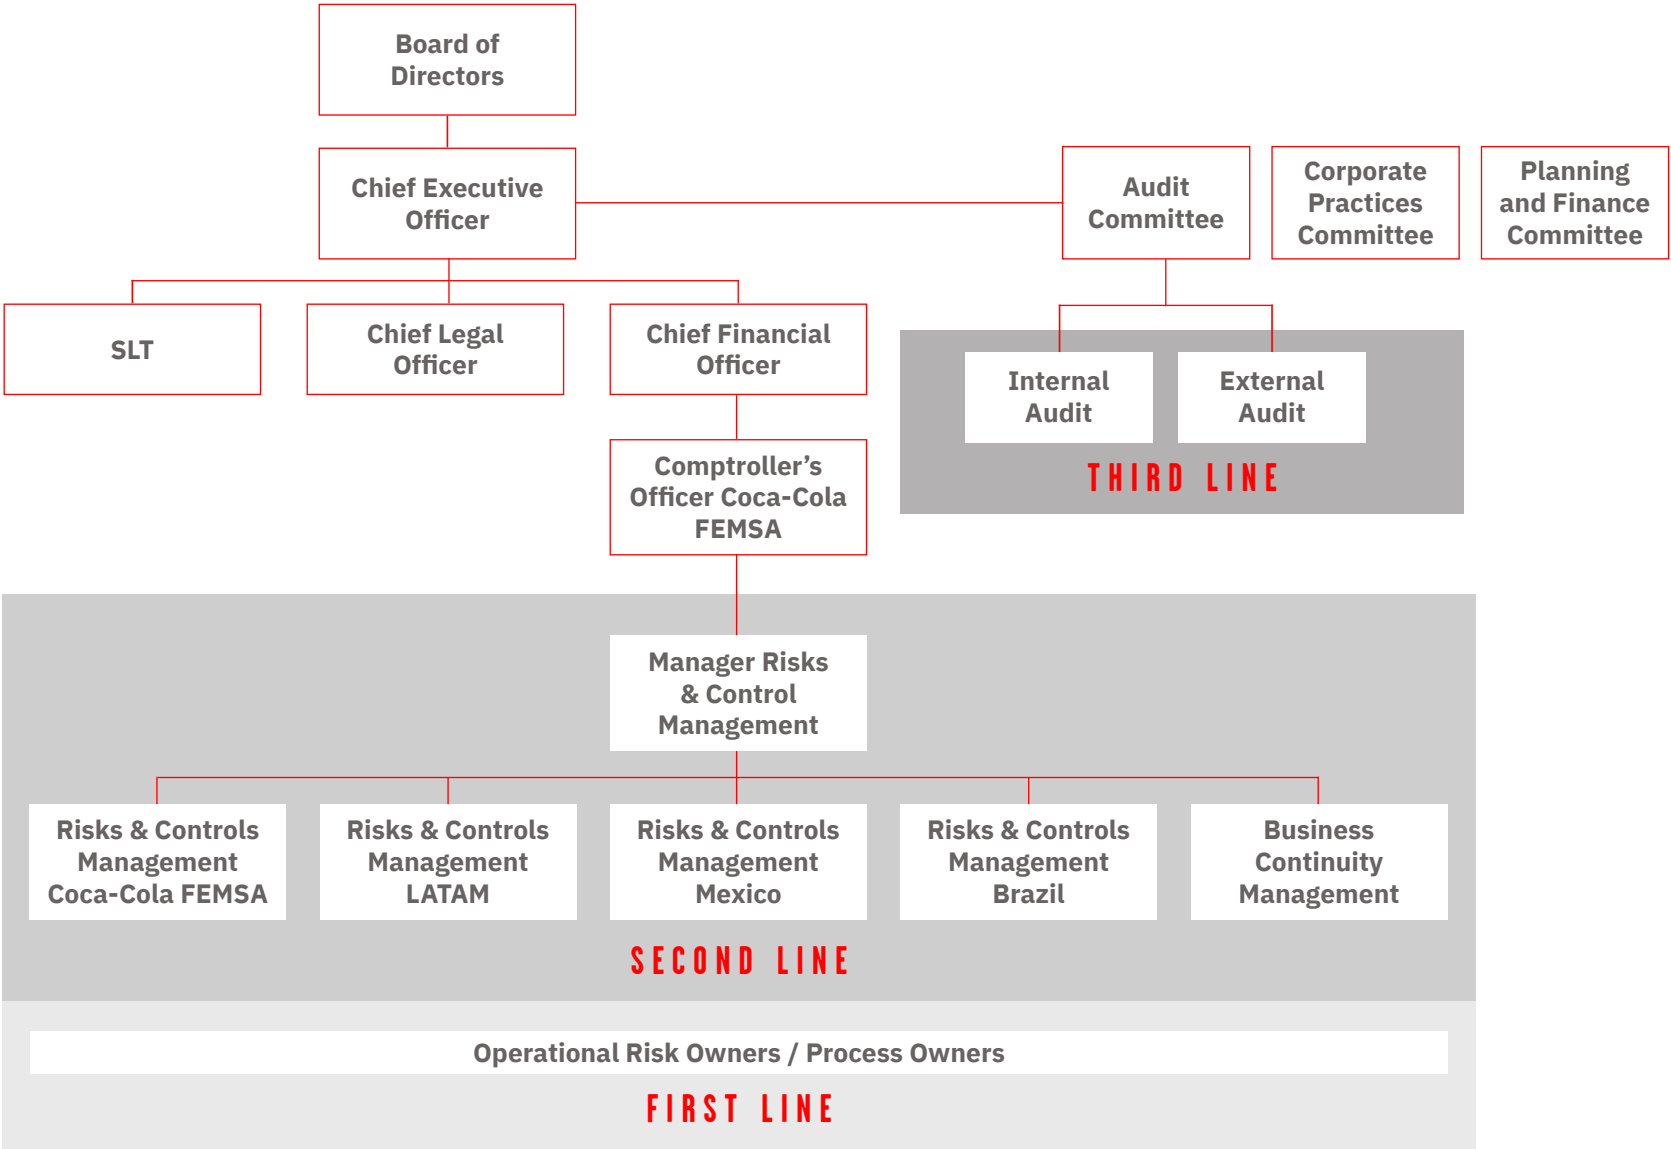 Board of
Directors
Chief Executive
Officer
Audit
Committee
Corporate
Practices
Committee
Planning
and Finance
Committee
SLT
Chief Legal
Officer
Chief Financial
Officer
Internal
Audit
External
Audit
THIRD LINE
Comptroller’s
Officer Coca-Cola
FEMSA
Manager Risks
& Control
Management
Risks & Controls
Management
Coca-Cola FEMSA
Risks & Controls
Management
LATAM
Risks & Controls
Management
Mexico
Risks & Controls
Management
Brazil
Business
Continuity
Management
SECOND LINE
Operational Risk Owners / Process Owners
FIRST LINE